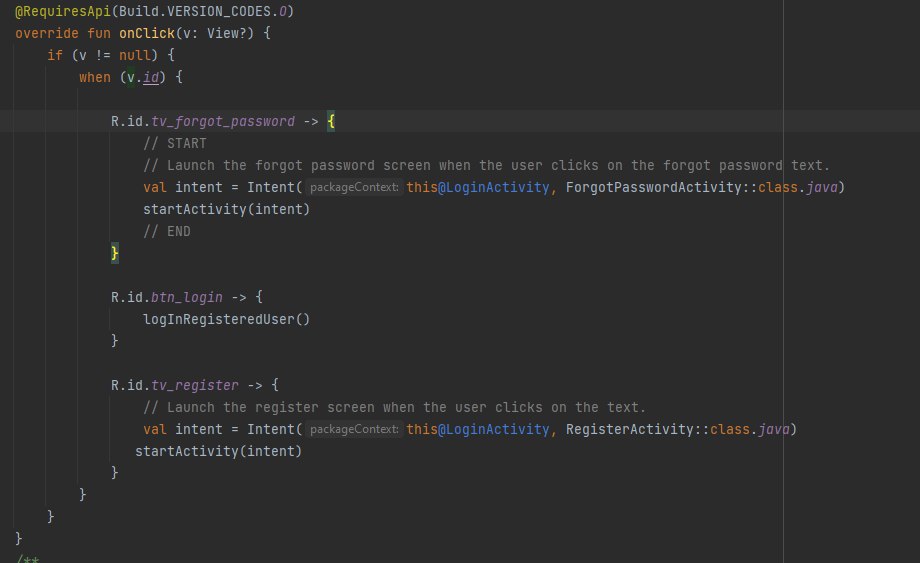 @RequiresApi(Build.VERSION_CODES.O)
override fun onClick(v: View?) {
    if (v != null) {
        when (v.id) {

            R.id.tv_forgot_password -> {
                // START
                // Launch the forgot password screen when the user clicks on the forgot password text.
                val intent = Intent( packageContext: this@LoginActivity, ForgotPasswordActivity::class.java)
                startActivity(intent)
                // END
            }

            R.id.btn_login -> {
                logInRegisteredUser()
            }

            R.id.tv_register -> {
                // Launch the register screen when the user clicks on the text.
                val intent = Intent( packageContext: this@LoginActivity, RegisterActivity::class.java)
               startActivity(intent)
            }
        }
    }
}
/**